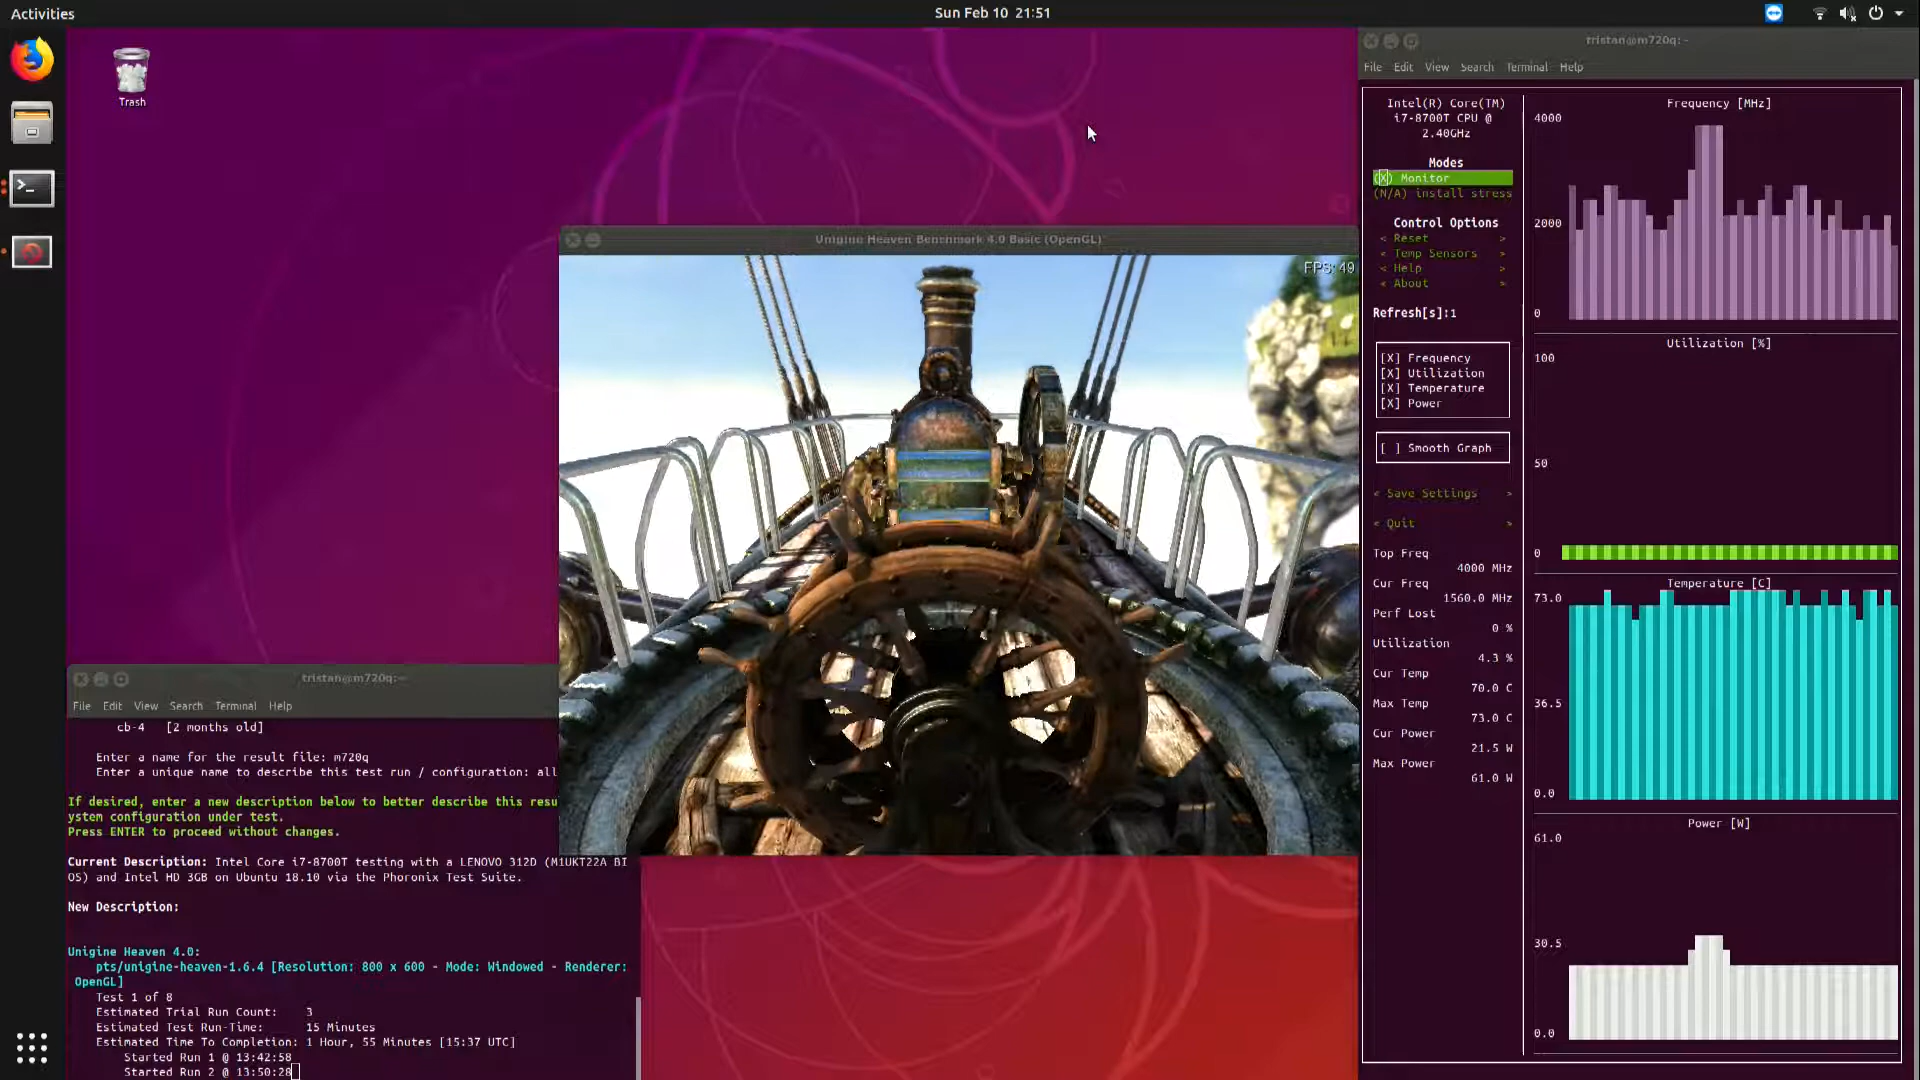 Activities
Sun Feb 10 21:51
Trash
Unigine Heaven Benchmark 4.0 Basic (OpenGL)
FPS: 49
tristan@m720q: ~
File Edit View Search Terminal Help
cb-4 [2 months old]
Enter a name for the result file: m720q
Enter a unique name to describe this test run / configuration: all
If desired, enter a new description below to better describe this resu
ystem configuration under test.
Press ENTER to proceed without changes.
Current Description: Intel Core i7-8700T testing with a LENOVO 312D (M1UKT22A BI
OS) and Intel HD 3GB on Ubuntu 18.10 via the Phoronix Test Suite.
New Description:
Unigine Heaven 4.0:
pts/unigine-heaven-1.6.4 [Resolution: 800 x 600 - Mode: Windowed - Renderer:
OpenGL]
Test 1 of 8
Estimated Trial Run Count: 3
Estimated Test Run-Time: 15 Minutes
Estimated Time To Completion: 1 Hour, 55 Minutes [15:37 UTC]
Started Run 1 @ 13:42:58
Started Run 2 @ 13:50:28
tristan@m720q: ~
File Edit View Search Terminal Help
Intel(R) Core(TM)
i7-8700T CPU @
2.40GHz
Modes
(X) Monitor
(N/A) install stress
Control Options
< Reset >
< Temp Sensors >
< Help >
< About >
Refresh[s]:1
[X] Frequency
[X] Utilization
[X] Temperature
[X] Power
[ ] Smooth Graph
< Save Settings >
< Quit >
Top Freq
4000 MHz
Cur Freq
1560.0 MHz
Perf Lost
0 %
Utilization
4.3 %
Cur Temp
70.0 C
Max Temp
73.0 C
Cur Power
21.5 W
Max Power
61.0 W
Frequency [MHz]
4000
2000
0
Utilization [%]
100
50
0
Temperature [C]
73.0
36.5
0.0
Power [W]
61.0
30.5
0.0